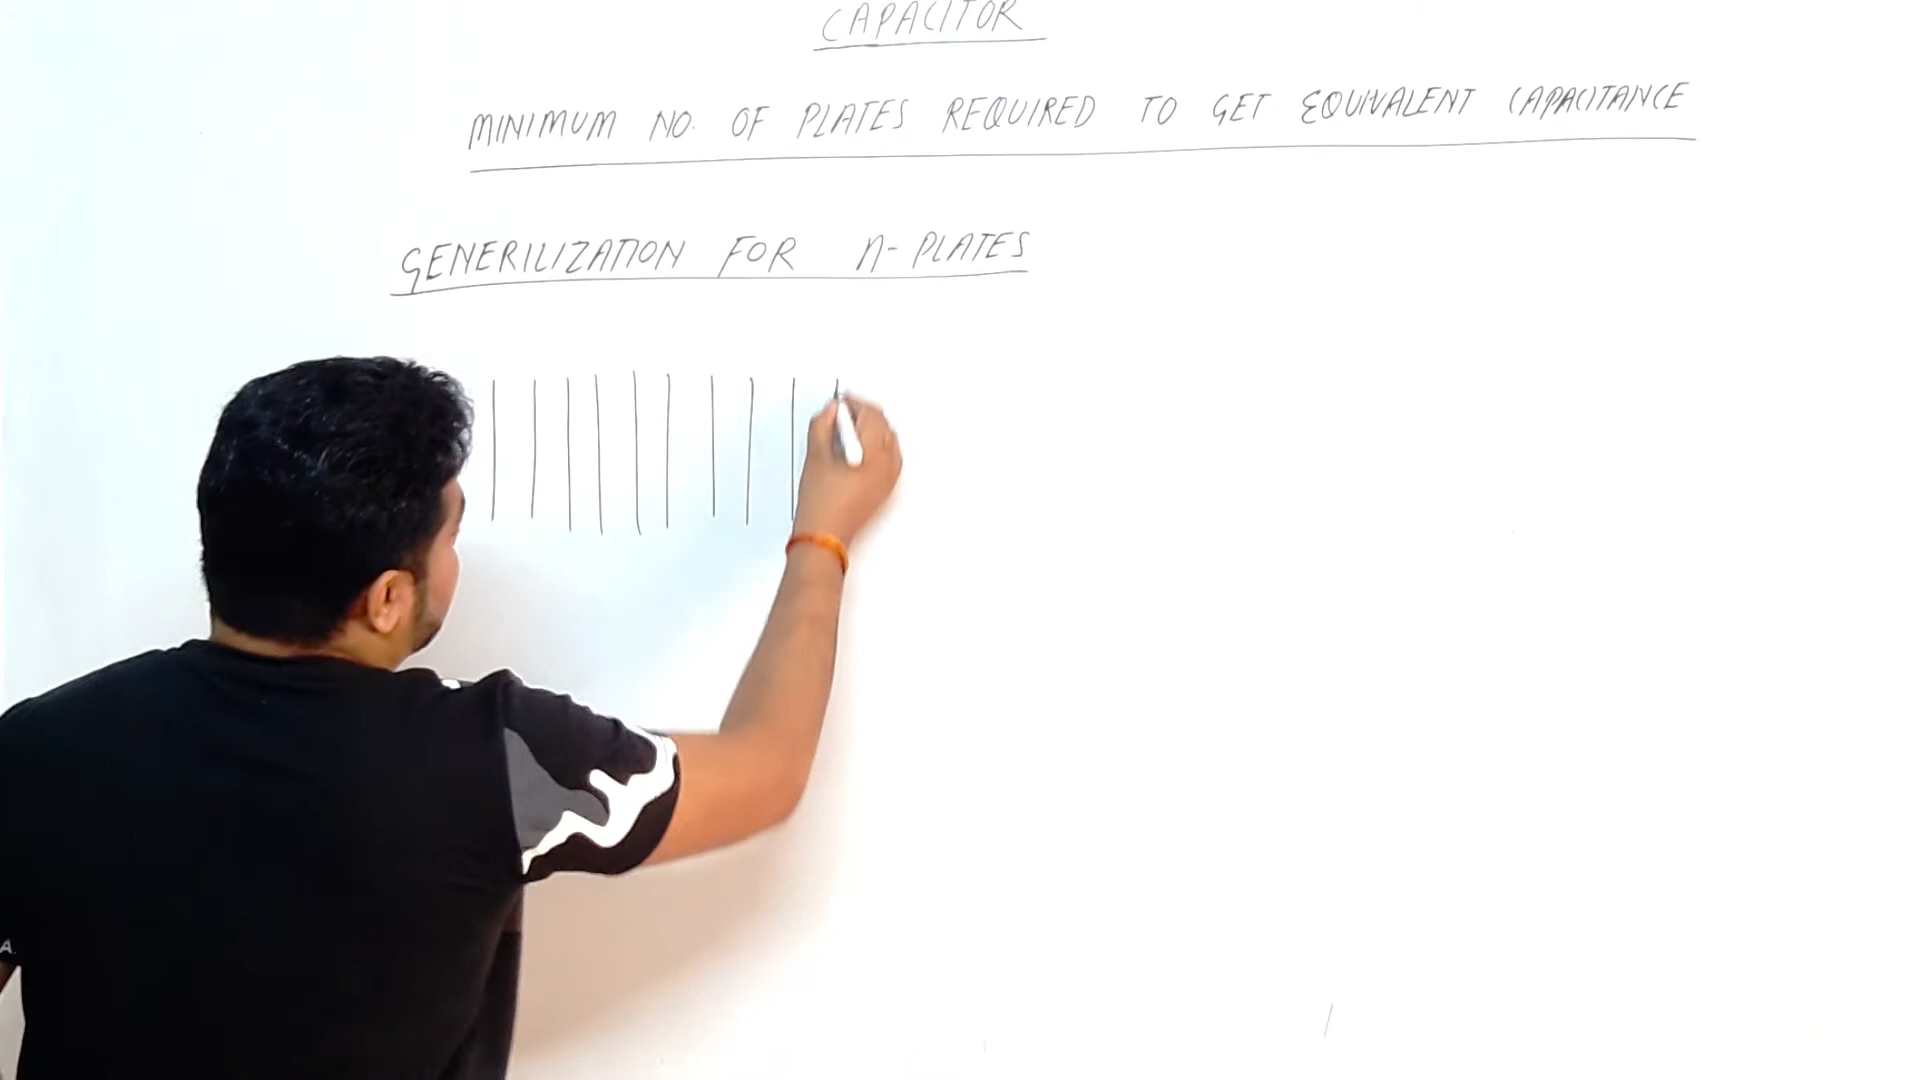 CAPACITOR
MINIMUM NO. OF PLATES REQUIRED TO GET EQUIVALENT CAPACITANCE
GENERILIZATION FOR n-PLATES
A.